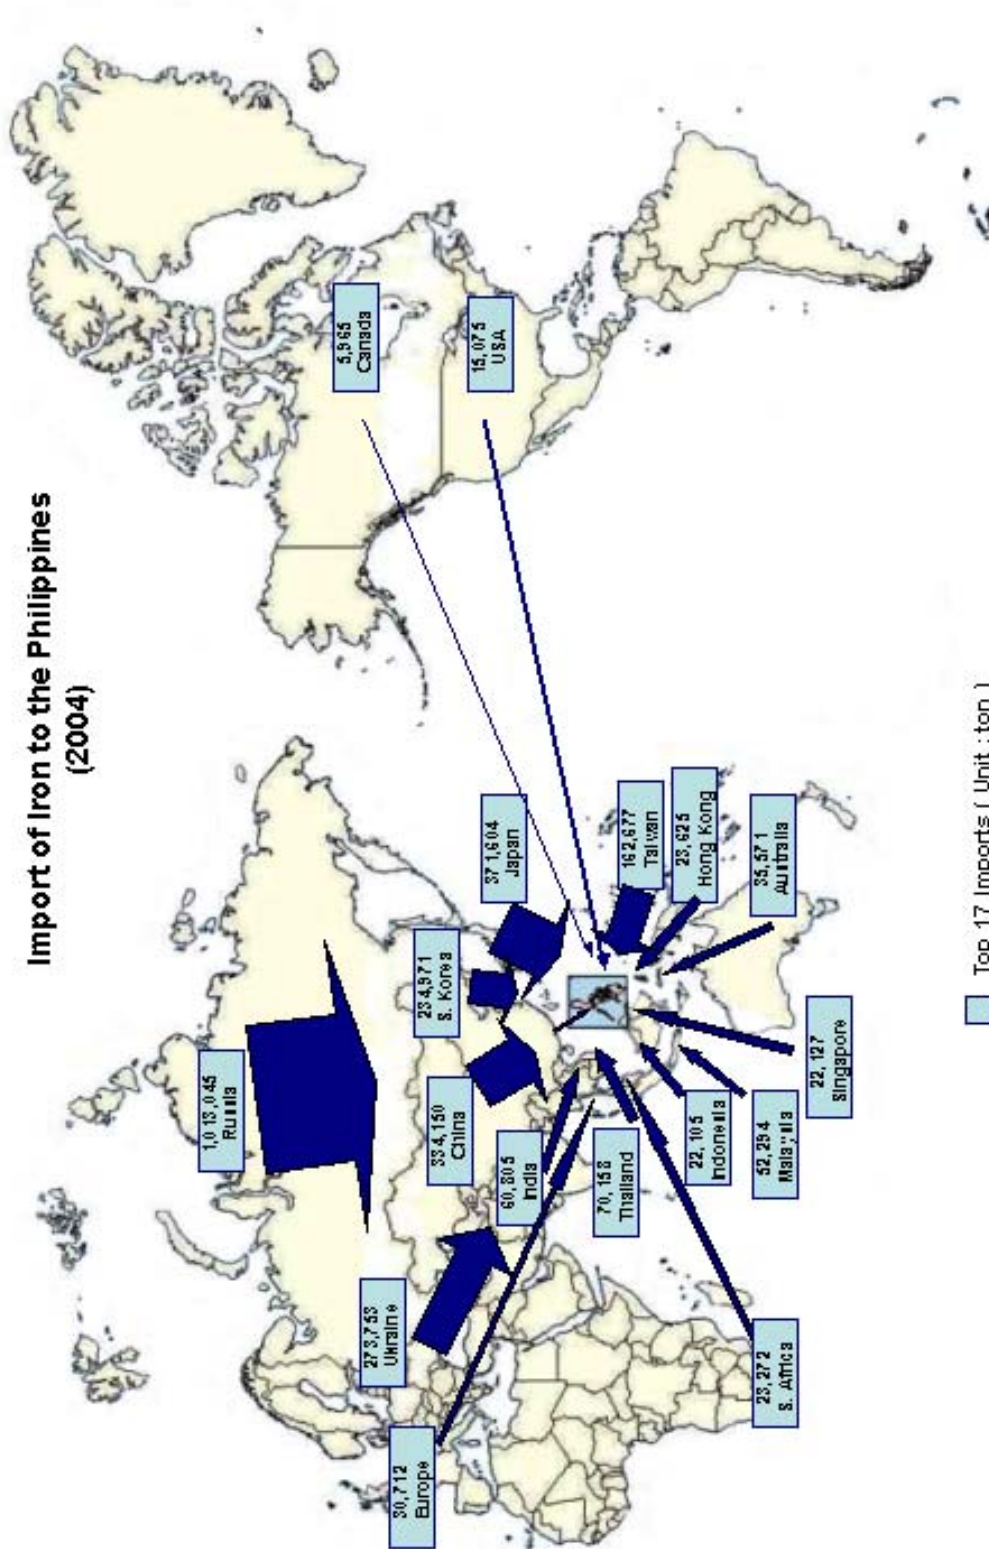 Import of Iron to the Philippines
(2004)
5,965
Canada
15,075
USA
1,013,045
Russia
371,604
Japan
234,971
S. Korea
334,150
China
162,677
Taiwan
23,625
Hong Kong
35,571
Australia
60,805
India
273,753
Ukraine
70,158
Thailand
22,105
Indonesia
52,294
Malaysia
22,127
Singapore
30,712
Europe
23,272
S. Africa
Top 17 Imports ( Unit : ton )